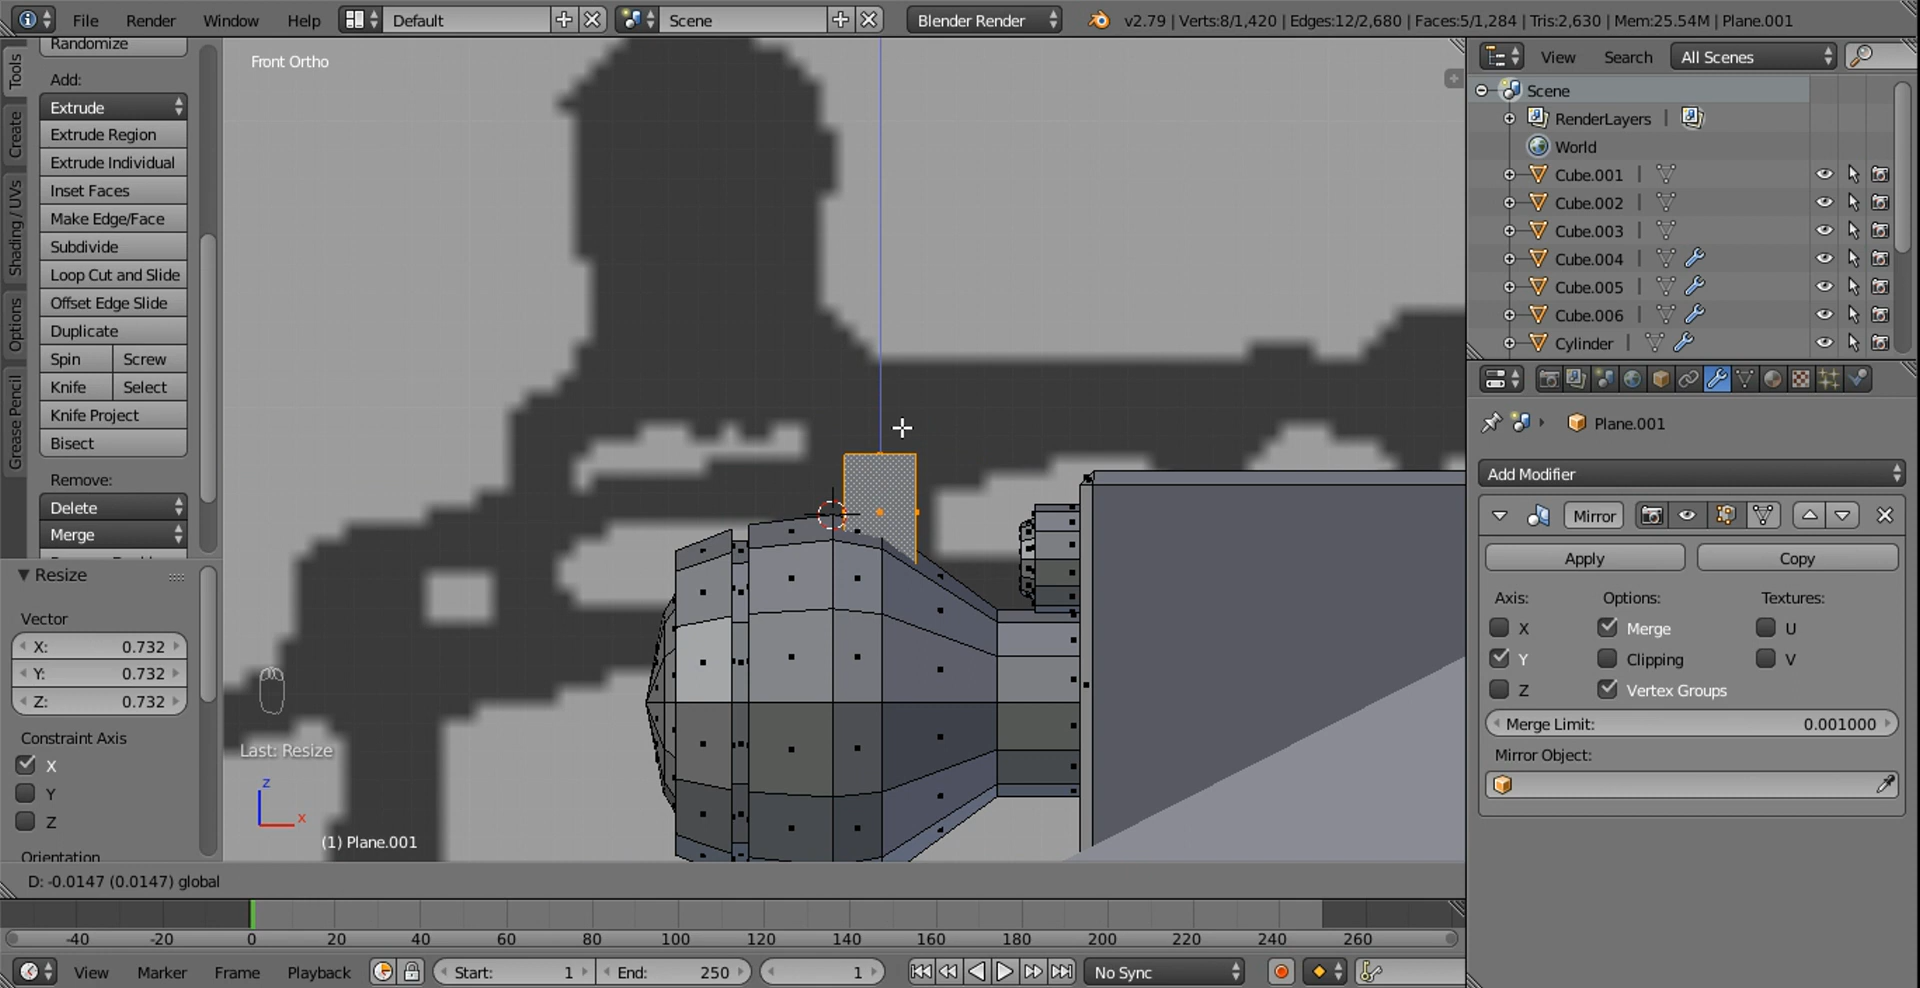 File Render Window Help Default Scene Blender Render v2.79 | Verts:8/1,420 | Edges:12/2,680 | Faces:5/1,284 | Tris:2,630 | Mem:25.54M | Plane.001
Tools
Create
Shading / UVs
Options
Grease Pencil
Randomize
Add:
Extrude
Extrude Region
Extrude Individual
Inset Faces
Make Edge/Face
Subdivide
Loop Cut and Slide
Offset Edge Slide
Duplicate
Spin Screw
Knife Select
Knife Project
Bisect
Remove:
Delete
Merge
Resize
Vector
X: 0.732
Y: 0.732
Z: 0.732
Constraint Axis
X
Y
Z
Orientation
Front Ortho
Last: Resize
z
x
(1) Plane.001
D: -0.0147 (0.0147) global
View Search All Scenes
Scene
RenderLayers |
World
Cube.001 |
Cube.002 |
Cube.003 |
Cube.004 |
Cube.005 |
Cube.006 |
Cylinder |
Plane.001
Add Modifier
Mirror
Apply Copy
Axis: Options: Textures:
X Merge U
Y Clipping V
Z Vertex Groups
Merge Limit: 0.001000
Mirror Object:
-40 -20 0 20 40 60 80 100 120 140 160 180 200 220 240 260
View Marker Frame Playback Start: 1 End: 250 1 No Sync